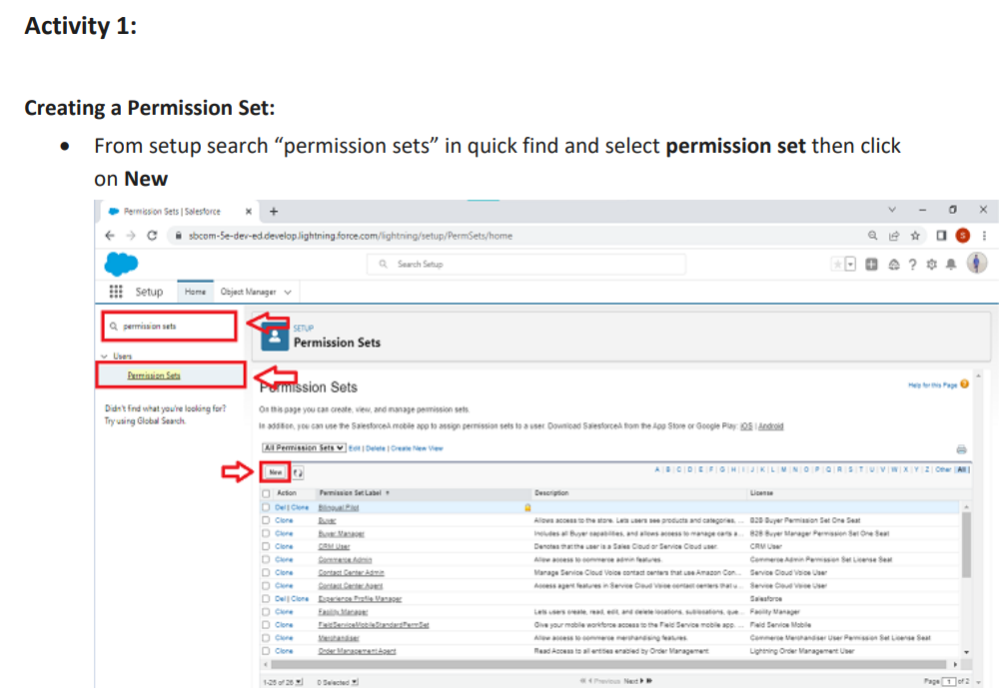 Activity 1:
Creating a Permission Set:
• From setup search “permission sets” in quick find and select permission set then click
on New
Permission Sets | Salesforce
sbcom-5e-dev-ed.develop.lightning.force.com/lightning/setup/PermSets/home
S
Search Setup
Setup Home Object Manager
permission sets
Users
Permission Sets
Didn't find what you're looking for?
Try using Global Search.
SETUP
Permission Sets
Permission Sets
Help for this Page
On this page you can create, view, and manage permission sets.
In addition, you can use the SalesforceA mobile app to assign permission sets to a user. Download SalesforceA from the App Store or Google Play: iOS | Android
All Permission Sets Edit | Delete | Create New View
New
A | B | C | D | E | F | G | H | I | J | K | L | M | N | O | P | Q | R | S | T | U | V | W | X | Y | Z | Other | All
Action Permission Set Label Description License
Del | Clone Bilingual Pilot
Clone Buyer Allows access to the store. Lets users see products and categories, ... B2B Buyer Permission Set One Seat
Clone Buyer Manager Includes all Buyer capabilities, and allows access to manage carts a... B2B Buyer Manager Permission Set One Seat
Clone CRM User Denotes that the user is a Sales Cloud or Service Cloud user. CRM User
Clone Commerce Admin Allow access to commerce admin features. Commerce Admin Permission Set License Seat
Clone Contact Center Admin Manage Service Cloud Voice contact centers that use Amazon Con... Service Cloud Voice User
Clone Contact Center Agent Access agent features in Service Cloud Voice contact centers that u... Service Cloud Voice User
Del | Clone Experience Profile Manager Salesforce
Clone Facility Manager Lets users create, read, edit, and delete locations, sublocations, que... Facility Manager
Clone FieldServiceMobileStandardPermSet Give your mobile workforce access to the Field Service mobile app. ... Field Service Mobile
Clone Merchandiser Allow access to commerce merchandising features. Commerce Merchandiser User Permission Set License Seat
Clone Order Management Agent Read Access to all entities enabled by Order Management Lightning Order Management User
1-25 of 26 0 Selected Previous Next Page 1 of 2